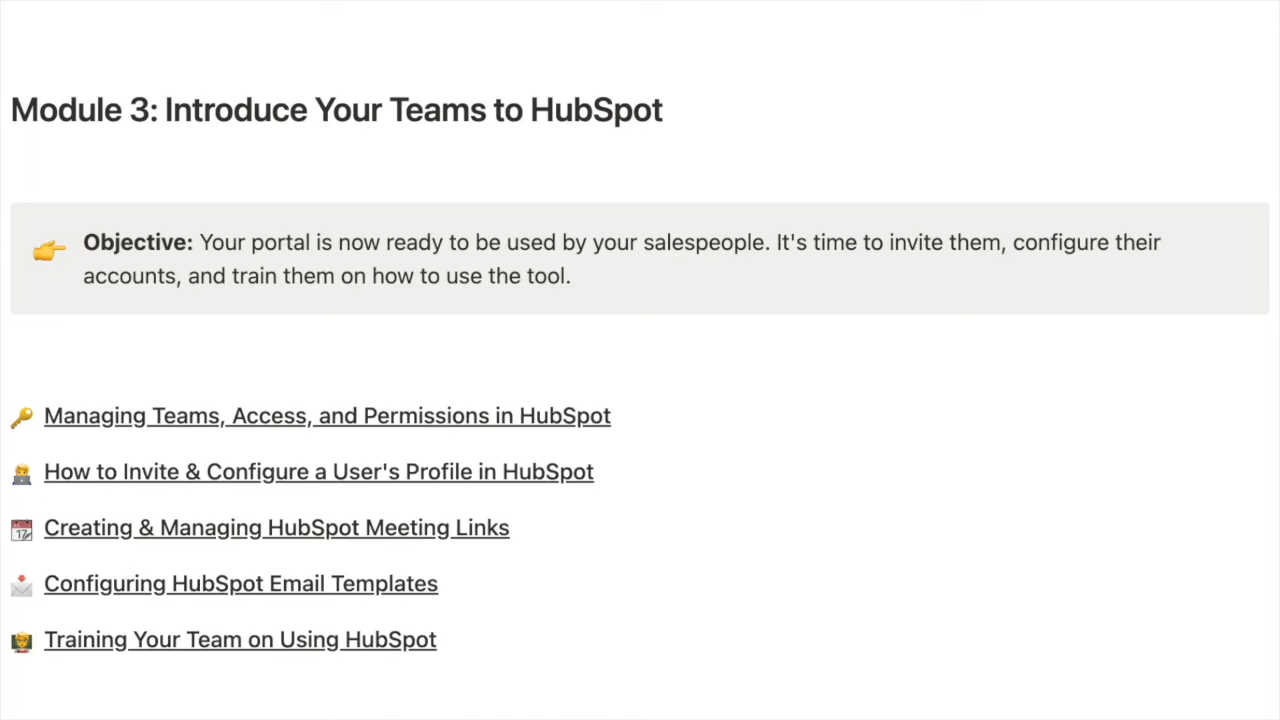 Module 3: Introduce Your Teams to HubSpot
Objective: Your portal is now ready to be used by your salespeople. It's time to invite them, configure their
accounts, and train them on how to use the tool.
Managing Teams, Access, and Permissions in HubSpot
How to Invite & Configure a User's Profile in HubSpot
Creating & Managing HubSpot Meeting Links
Configuring HubSpot Email Templates
Training Your Team on Using HubSpot